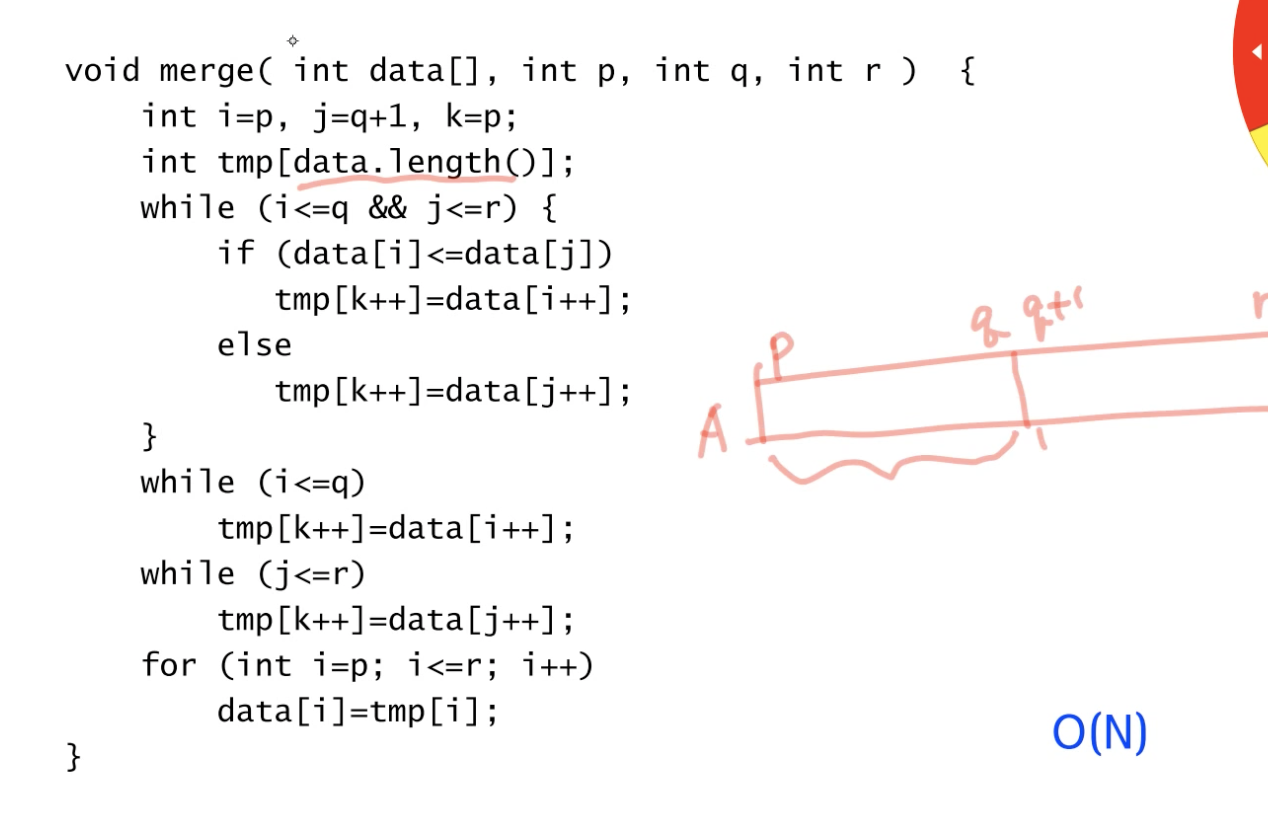 void merge( int data[], int p, int q, int r )  {
    int i=p, j=q+1, k=p;
    int tmp[data.length()];
    while (i<=q && j<=r) {
        if (data[i]<=data[j])
           tmp[k++]=data[i++];
        else
           tmp[k++]=data[j++];
    }
    while (i<=q)
        tmp[k++]=data[i++];
    while (j<=r)
        tmp[k++]=data[j++];
    for (int i=p; i<=r; i++)
        data[i]=tmp[i];
}
p q q+1 r
A
O(N)